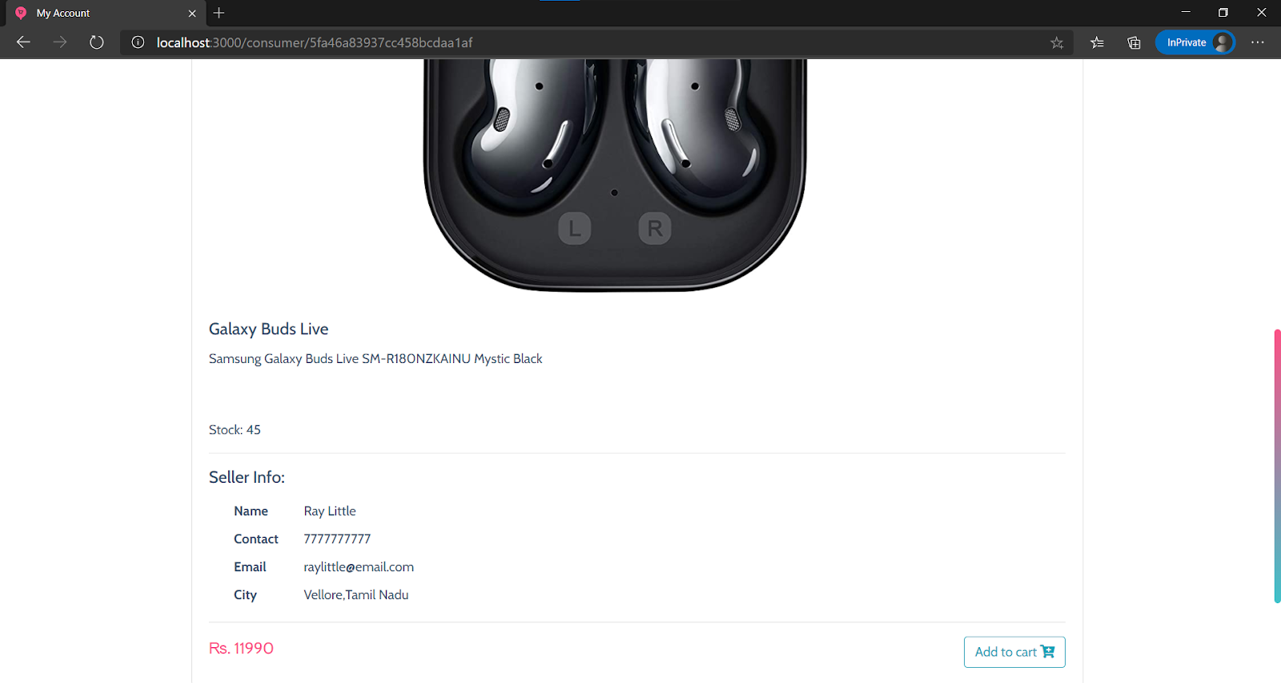 My Account
localhost:3000/consumer/5fa46a83937cc458bcdaa1af
InPrivate
L R
Galaxy Buds Live
Samsung Galaxy Buds Live SM-R180NZKAINU Mystic Black
Stock: 45
Seller Info:
Name Ray Little
Contact 7777777777
Email raylittle@email.com
City Vellore,Tamil Nadu
Rs. 11990
Add to cart